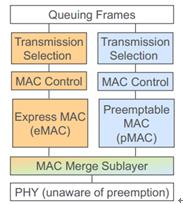 Queuing Frames
Transmission
Selection
Transmission
Selection
MAC Control
MAC Control
Express MAC
(eMAC)
Preemptable
MAC
(pMAC)
MAC Merge Sublayer
PHY (unaware of preemption)